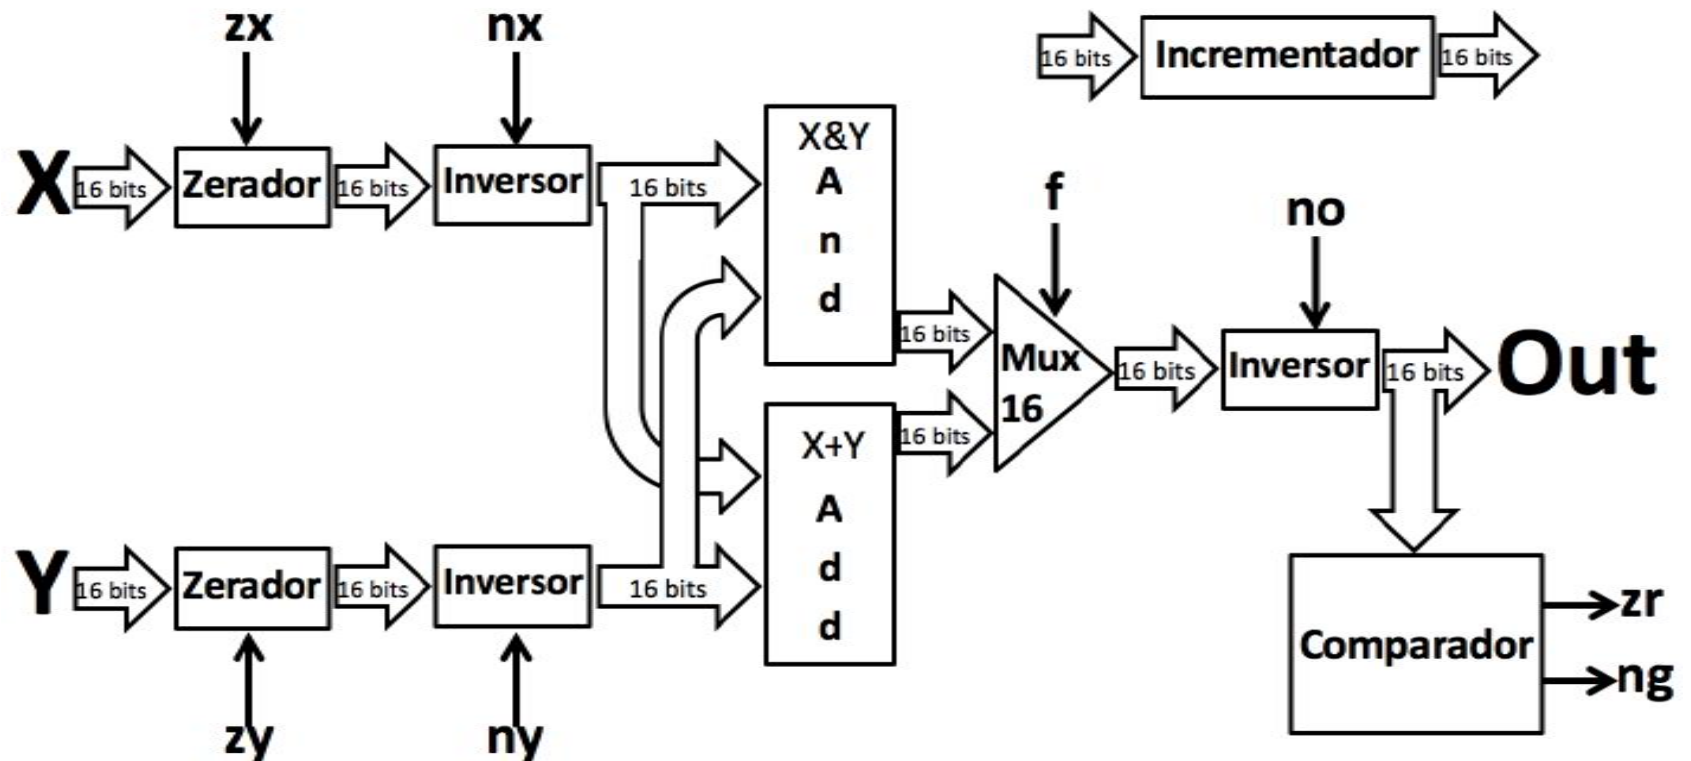 zx
nx
16 bits
Incrementador
16 bits
X
16 bits
Zerador
16 bits
Inversor
16 bits
X&Y
A
n
d
f
no
16 bits
Mux
16
16 bits
Inversor
16 bits
Out
16 bits
X+Y
A
d
d
Y
16 bits
Zerador
16 bits
Inversor
16 bits
Comparador
zr
ng
zy
ny